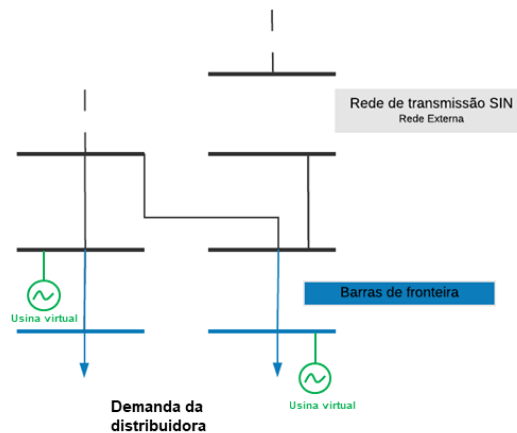 Rede de transmissão SIN
Rede Externa
Barras de fronteira
Usina virtual
Demanda da
distribuidora
Usina virtual